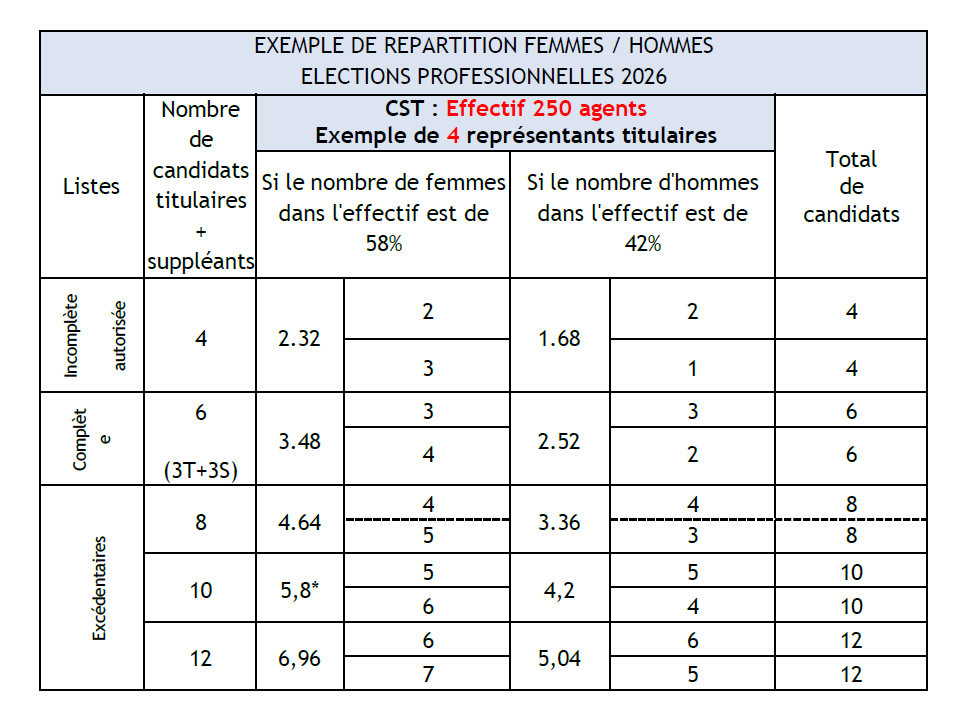 EXEMPLE DE REPARTITION FEMMES / HOMMES
ELECTIONS PROFESSIONNELLES 2026
Listes
Nombre
de
candidats
titulaires
+
suppléants
CST : Effectif 250 agents
Exemple de 4 représentants titulaires
Si le nombre de femmes
dans l'effectif est de
58%
Si le nombre d'hommes
dans l'effectif est de
42%
Total
de
candidats
Incomplète
autorisée
4
2.32
2
3
1.68
2
1
4
4
Complèt
e
6
(3T+3S)
3.48
3
4
2.52
3
2
6
6
Excédentaires
8
4.64
4
5
3.36
4
3
8
8
10
5,8*
5
6
4,2
5
4
10
10
12
6,96
6
7
5,04
6
5
12
12